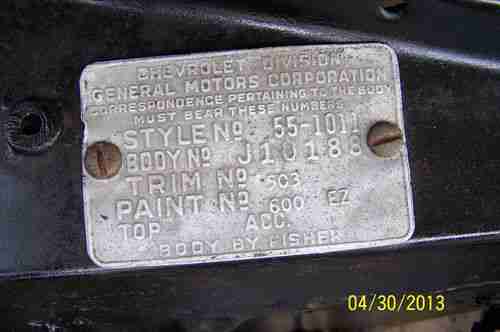 CHEVROLET DIVISION
GENERAL MOTORS CORPORATION
CORRESPONDENCE PERTAINING TO THE BODY
MUST BEAR THESE NUMBERS
STYLE No 55-1011
BODY No J10188
TRIM No 503
PAINT No 600 EZ
TOP ACC.
BODY BY FISHER
04/30/2013